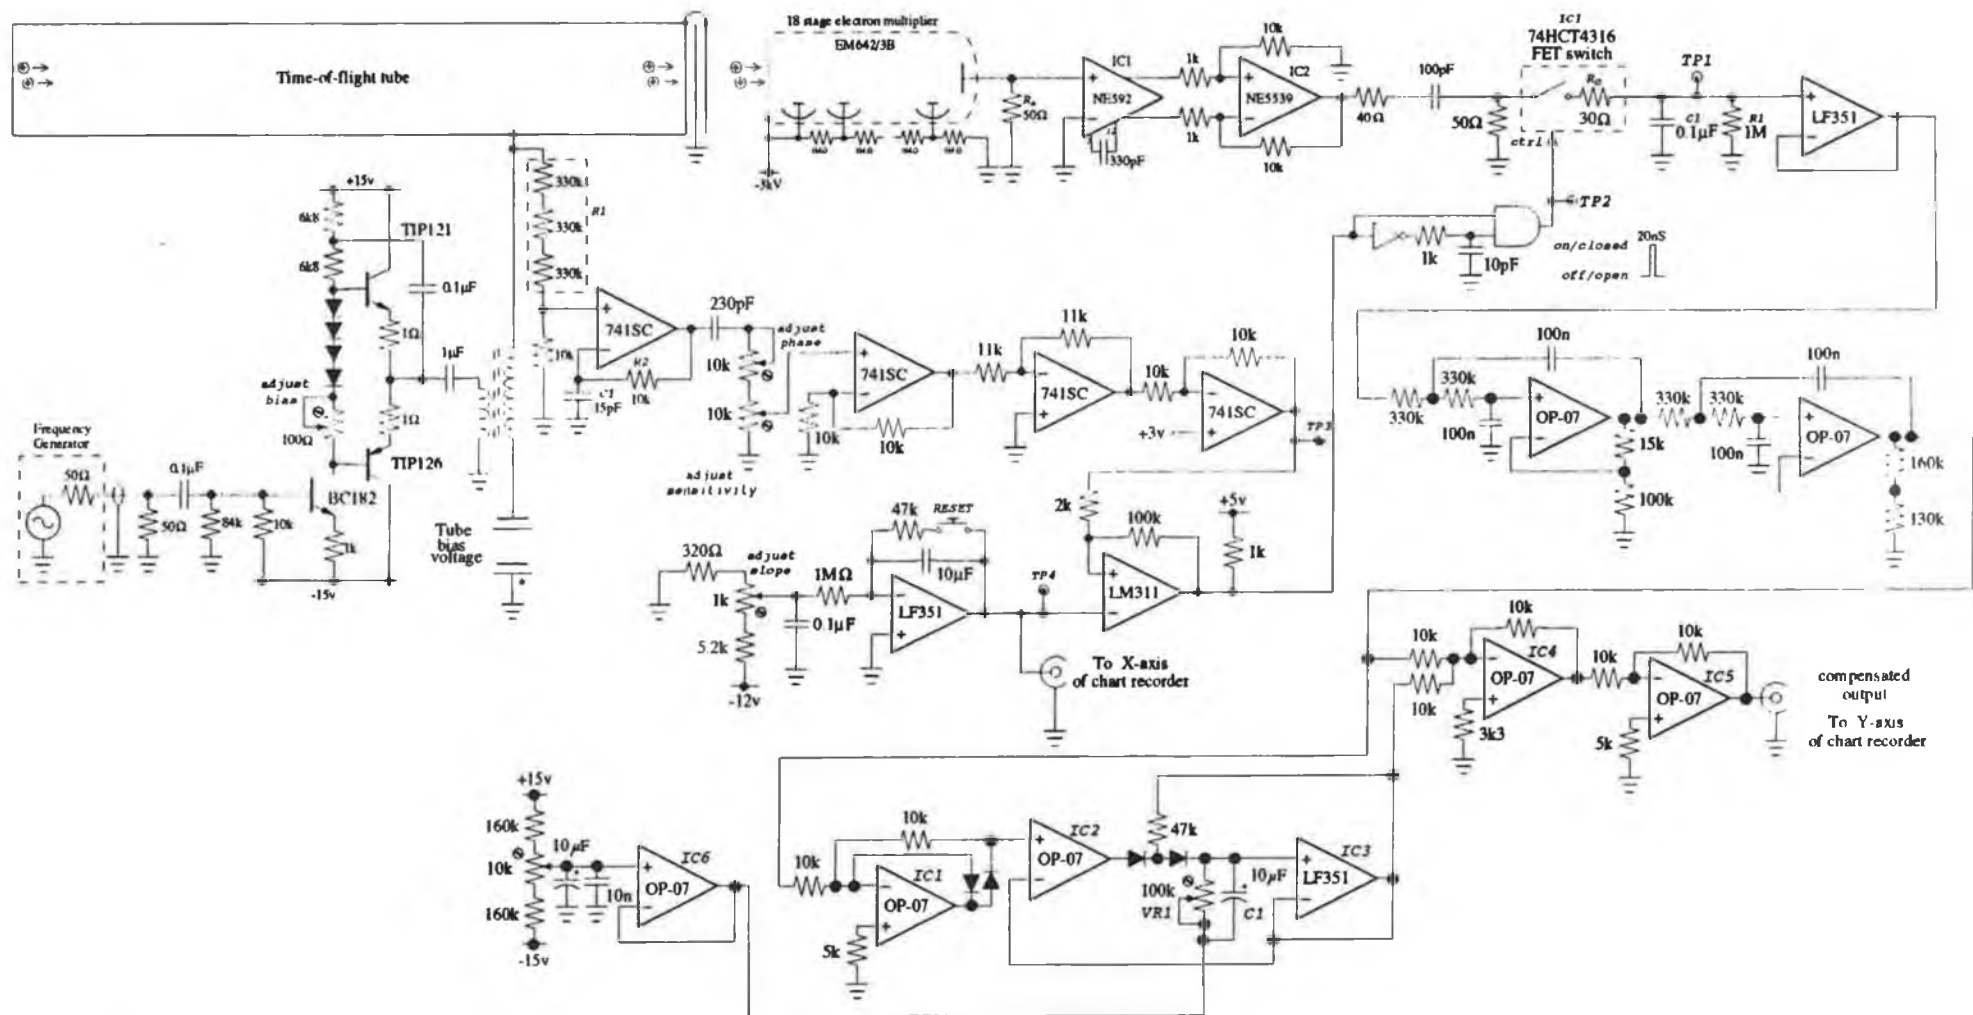 Time-of-flight tube
18 stage electron multiplier
EM642/3B
-3kV
R₀
50Ω
IC1
NE592
330pF
1k
1k
10k
IC2
NE5539
10k
40Ω
100pF
50Ω
IC1
74HCT4316
FET switch
30Ω
ctrl
TP1
C1
0.1µF
R1
1M
LF351
TP2
1k
10pF
on/closed
off/open
20nS
+15v
6k8
6k8
TIP121
0.1µF
1Ω
1Ω
1µF
adjust
bias
100Ω
TIP126
BC182
Frequency
Generator
50Ω
0.1µF
50Ω
84k
10k
1k
-15v
Tube
bias
voltage
330k
330k
330k
R1
10k
741SC
C1
15pF
R2
10k
230pF
10k
10k
adjust
phase
adjust
sensitivity
741SC
10k
10k
11k
11k
741SC
10k
10k
741SC
+3v
TP3
100n
330k
330k
100n
OP-07
15k
100k
100n
330k
330k
100n
OP-07
160k
130k
320Ω
adjust
slope
1k
5.2k
-12v
1MΩ
0.1µF
47k
RESET
10µF
LF351
TP4
To X-axis
of chart recorder
2k
100k
LM311
+5v
1k
10k
10k
10k
IC4
OP-07
3k3
10k
10k
IC5
OP-07
5k
compensated
output
To Y-axis
of chart recorder
+15v
160k
10k
160k
-15v
10µF
10n
IC6
OP-07
10k
10k
IC1
OP-07
5k
IC2
OP-07
47k
100k
VR1
10µF
C1
IC3
LF351